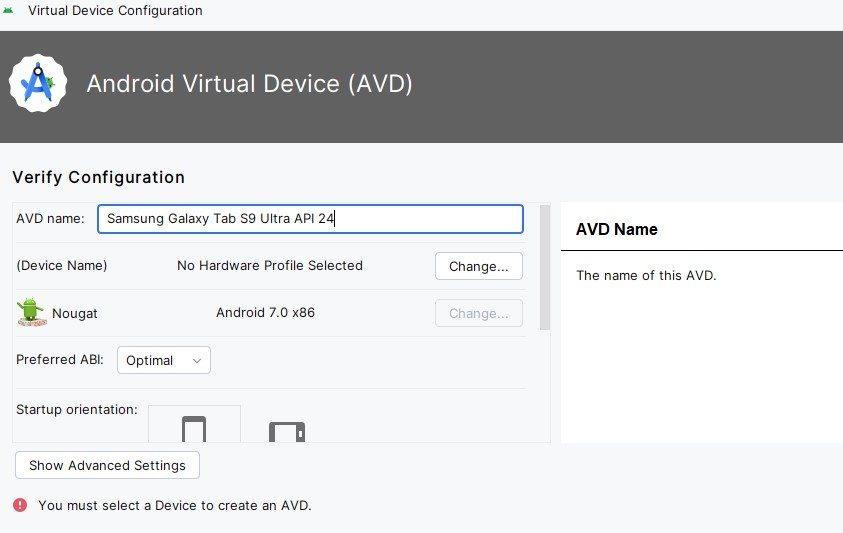 Virtual Device Configuration
Android Virtual Device (AVD)
Verify Configuration
AVD name: Samsung Galaxy Tab S9 Ultra API 24
(Device Name) No Hardware Profile Selected Change...
Nougat Android 7.0 x86 Change...
Preferred ABI: Optimal
Startup orientation:
AVD Name
The name of this AVD.
Show Advanced Settings
You must select a Device to create an AVD.